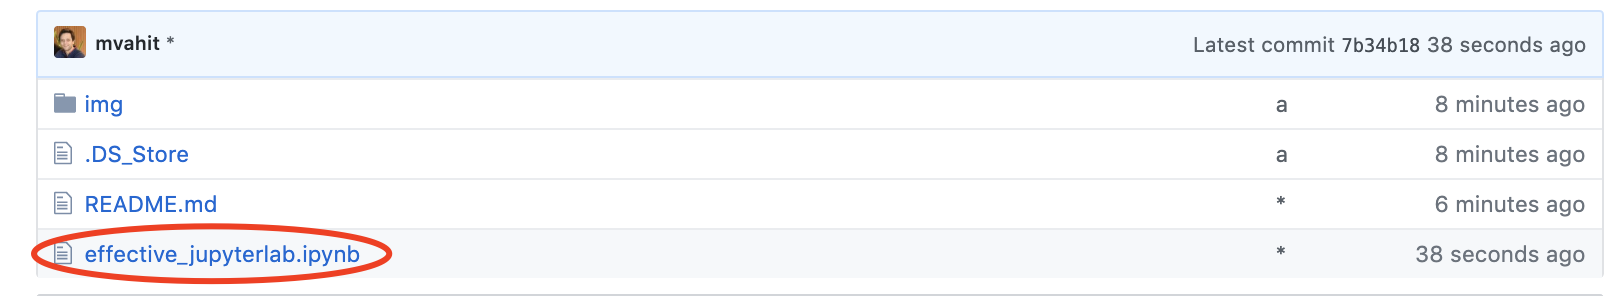 mvahit * Latest commit 7b34b18 38 seconds ago
img a 8 minutes ago
.DS_Store a 8 minutes ago
README.md * 6 minutes ago
effective_jupyterlab.ipynb * 38 seconds ago